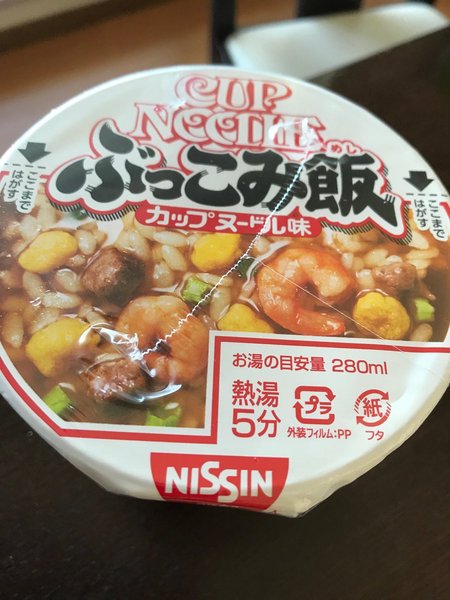 CUP
NOODLE
めし
ぶっこみ飯
カップヌードル味
ここまで
はがす
ここまで
はがす
お湯の目安量 280ml
熱湯
5分
プラ
外装フィルム:PP
紙
フタ
NISSIN